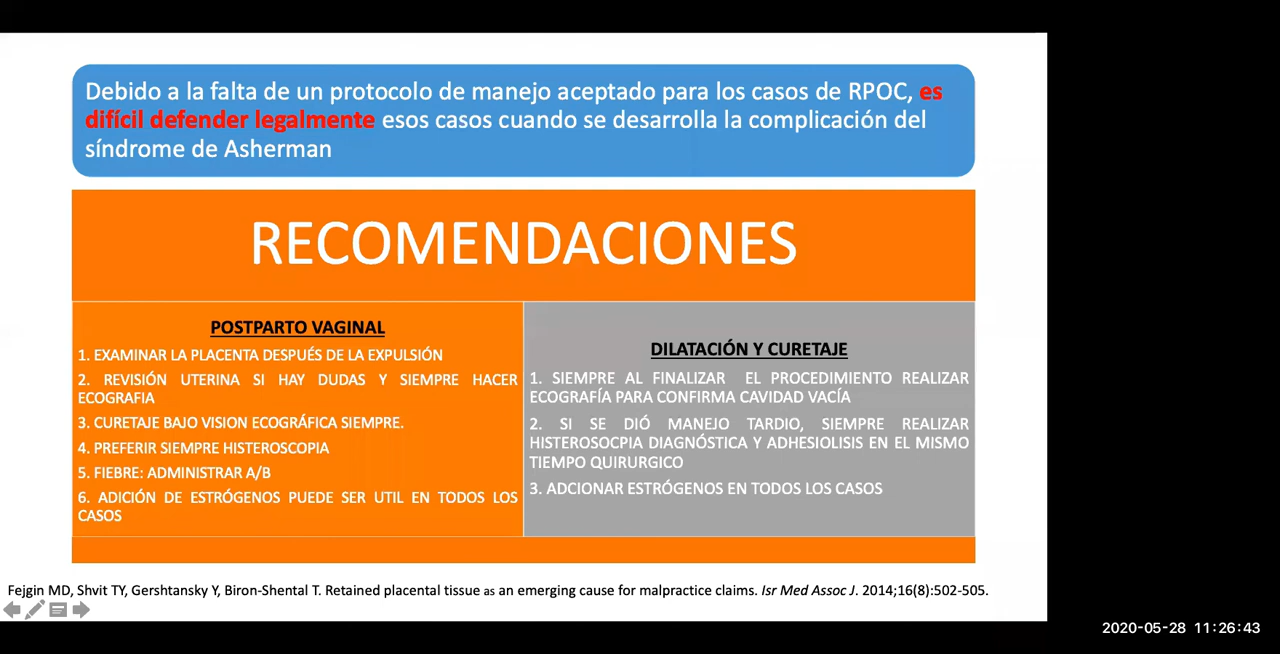 Debido a la falta de un protocolo de manejo aceptado para los casos de RPOC, es
difícil defender legalmente esos casos cuando se desarrolla la complicación del
síndrome de Asherman
RECOMENDACIONES
POSTPARTO VAGINAL
1. EXAMINAR LA PLACENTA DESPUÉS DE LA EXPULSIÓN
2. REVISIÓN UTERINA SI HAY DUDAS Y SIEMPRE HACER
ECOGRAFIA
3. CURETAJE BAJO VISION ECOGRÁFICA SIEMPRE.
4. PREFERIR SIEMPRE HISTEROSCOPIA
5. FIEBRE: ADMINISTRAR A/B
6. ADICIÓN DE ESTRÓGENOS PUEDE SER UTIL EN TODOS LOS
CASOS
DILATACIÓN Y CURETAJE
1. SIEMPRE AL FINALIZAR EL PROCEDIMIENTO REALIZAR
ECOGRAFÍA PARA CONFIRMA CAVIDAD VACÍA
2. SI SE DIÓ MANEJO TARDIO, SIEMPRE REALIZAR
HISTEROSOCPIA DIAGNÓSTICA Y ADHESIOLISIS EN EL MISMO
TIEMPO QUIRURGICO
3. ADCIONAR ESTRÓGENOS EN TODOS LOS CASOS
Fejgin MD, Shvit TY, Gershtansky Y, Biron-Shental T. Retained placental tissue as an emerging cause for malpractice claims. Isr Med Assoc J. 2014;16(8):502-505.
2020-05-28 11:26:43